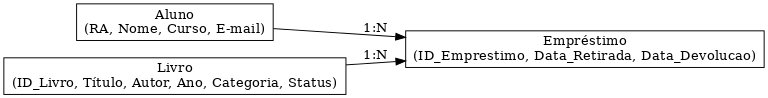 Aluno
(RA, Nome, Curso, E-mail)
1:N
Livro
(ID_Livro, Título, Autor, Ano, Categoria, Status)
1:N
Empréstimo
(ID_Emprestimo, Data_Retirada, Data_Devolucao)